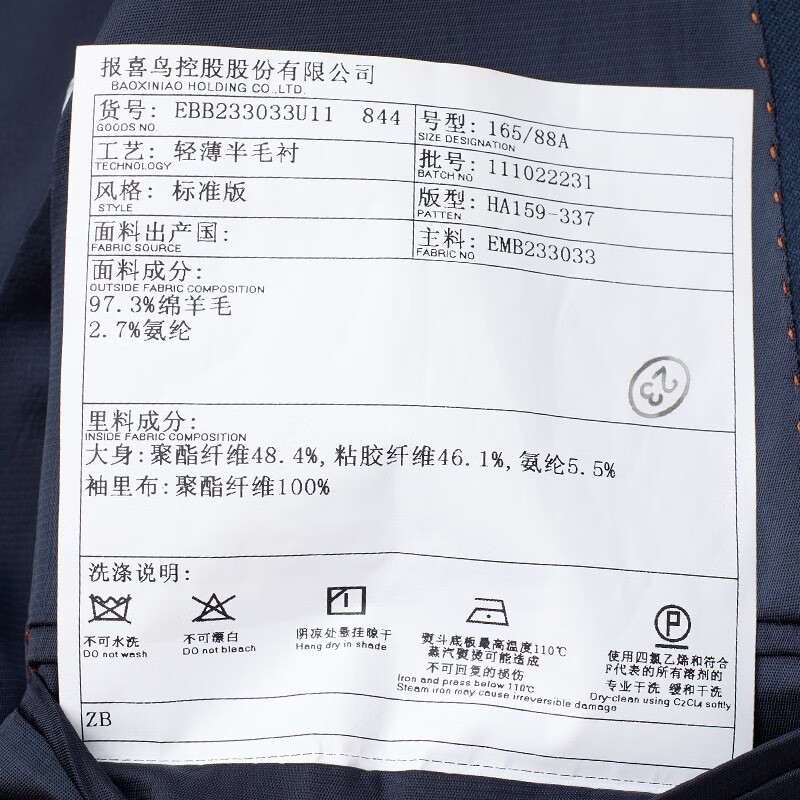 报喜鸟控股股份有限公司
BAOXINIAO HOLDING CO.,LTD.
货号: EBB233033U11 844
GOODS NO.
号型: 165/88A
SIZE DESIGNATION
工艺: 轻薄半毛衬
TECHNOLOGY
批号: 111022231
BATCH NO
风格: 标准版
STYLE
版型: HA159-337
PATTEN
面料出产国:
FABRIC SOURCE
主料: EMB233033
FABRIC NO
面料成分:
OUTSIDE FABRIC COMPOSITION
97.3%绵羊毛
2.7%氨纶
23
里料成分:
INSIDE FABRIC COMPOSITION
大身:聚酯纤维48.4%,粘胶纤维46.1%,氨纶5.5%
袖里布:聚酯纤维100%
洗涤说明:
P
不可水洗
Do not wash
不可漂白
DO not bleach
阴凉处悬挂晾干
Hang dry in shade
熨斗底板最高温度110℃
蒸汽熨烫可能造成
不可回复的损伤
Iron and press below 110℃
Steam iron may cause irreversible damage
使用四氯乙烯和符合
F代表的所有溶剂的
专业干洗 缓和干洗
Dry-clean using C2CL4 softly
ZB